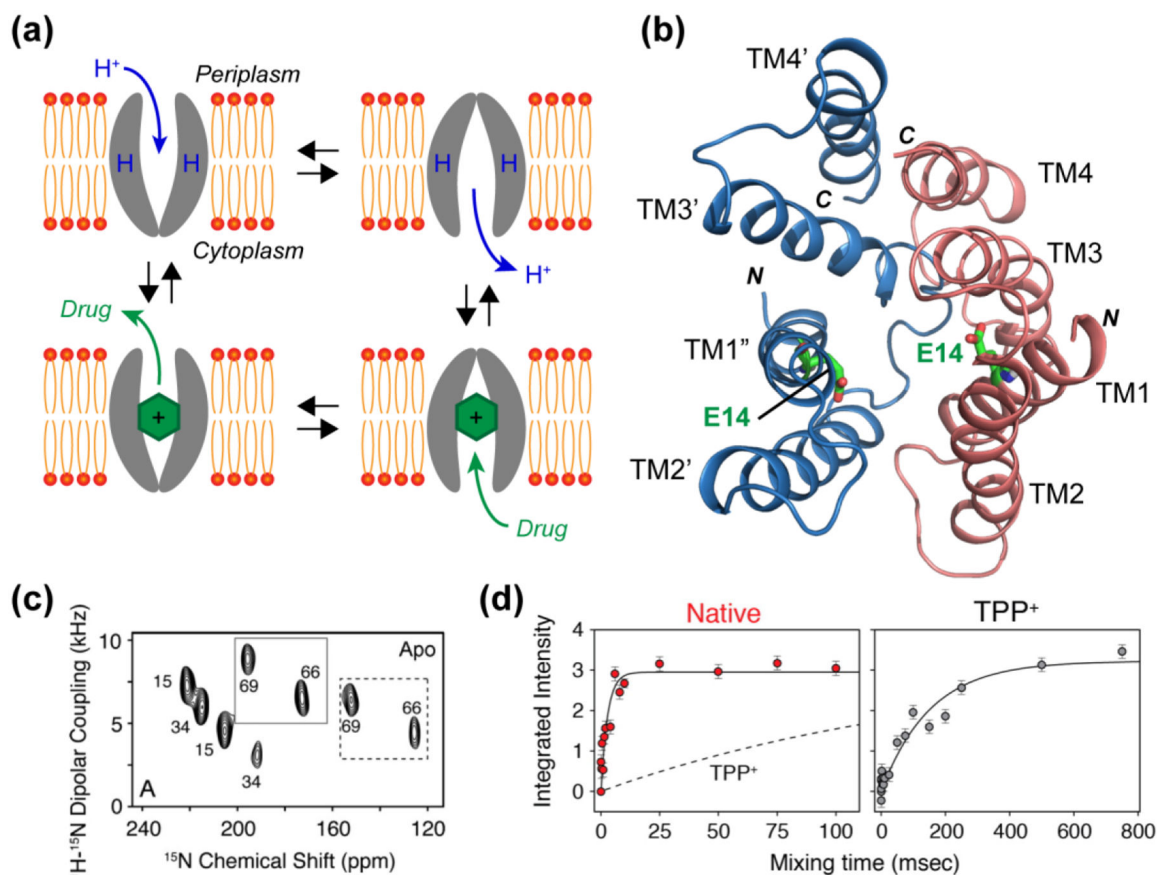 (a)
H+
Periplasm
H H
H H
Cytoplasm
H+
Drug
+
+
Drug
(b)
TM4'
C
TM4
TM3'
C
TM3
N
N
TM1"
E14
TM1
E14
TM2'
TM2
(c)
H-15N Dipolar Coupling (kHz)
10
5
0
Apo
15
69
66
34
69
66
15
34
A
240 200 160 120
15N Chemical Shift (ppm)
(d)
Native
TPP+
Integrated Intensity
4
3
2
1
0
TPP+
0 25 50 75 100
0 200 400 600 800
Mixing time (msec)